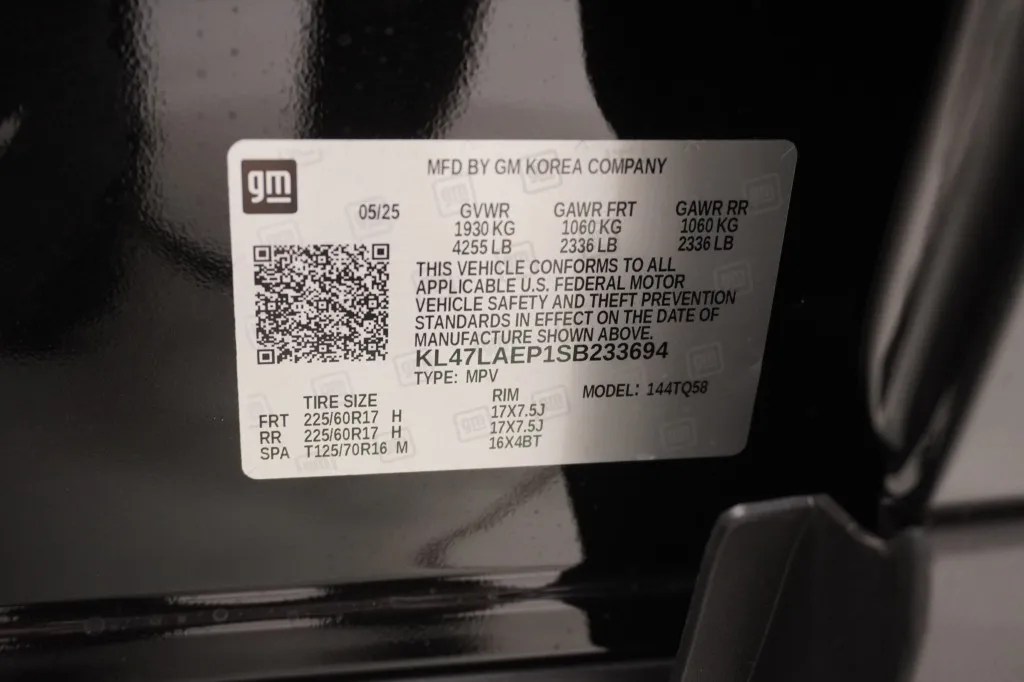 gm
MFD BY GM KOREA COMPANY
05/25 GVWR GAWR FRT GAWR RR
1930 KG 1060 KG 1060 KG
4255 LB 2336 LB 2336 LB
THIS VEHICLE CONFORMS TO ALL
APPLICABLE U.S. FEDERAL MOTOR
VEHICLE SAFETY AND THEFT PREVENTION
STANDARDS IN EFFECT ON THE DATE OF
MANUFACTURE SHOWN ABOVE.
KL47LAEP1SB233694
TYPE: MPV
TIRE SIZE RIM MODEL: 144TQ58
FRT 225/60R17 H 17X7.5J
RR 225/60R17 H 17X7.5J
SPA T125/70R16 M 16X4BT